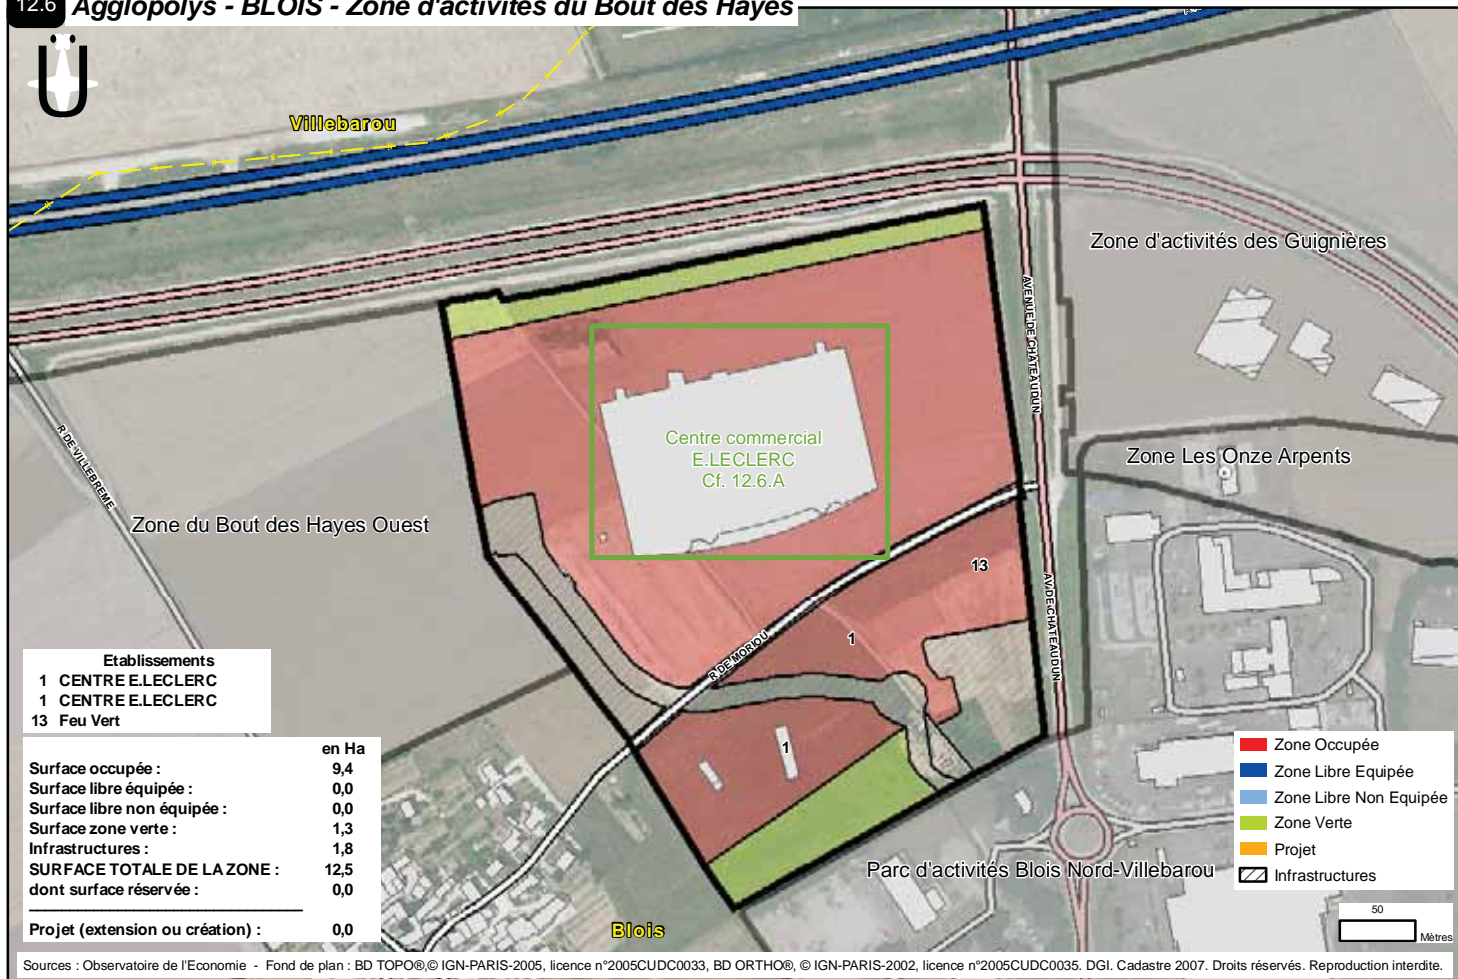 12.6 Agglopolys - BLOIS - Zone d'activités du Bout des Hayes
Ü
Villebarou
Zone d'activités des Guignières
AVENUE DE CHATEAUDUN
Centre commercial
E.LECLERC
Cf. 12.6.A
Zone Les Onze Arpents
R DE VILLEBREME
Zone du Bout des Hayes Ouest
13
AV DE CHATEAUDUN
1
R DE MORIOU
1
Etablissements
1 CENTRE E.LECLERC
1 CENTRE E.LECLERC
13 Feu Vert
en Ha
Surface occupée : 9,4
Surface libre équipée : 0,0
Surface libre non équipée : 0,0
Surface zone verte : 1,3
Infrastructures : 1,8
SURFACE TOTALE DE LA ZONE : 12,5
dont surface réservée : 0,0
Projet (extension ou création) : 0,0
Zone Occupée
Zone Libre Equipée
Zone Libre Non Equipée
Zone Verte
Projet
Infrastructures
Parc d'activités Blois Nord-Villebarou
Blois
50
Mètres
Sources : Observatoire de l'Economie - Fond de plan : BD TOPO®,© IGN-PARIS-2005, licence n°2005CUDC0033, BD ORTHO®, © IGN-PARIS-2002, licence n°2005CUDC0035. DGI. Cadastre 2007. Droits réservés. Reproduction interdite.